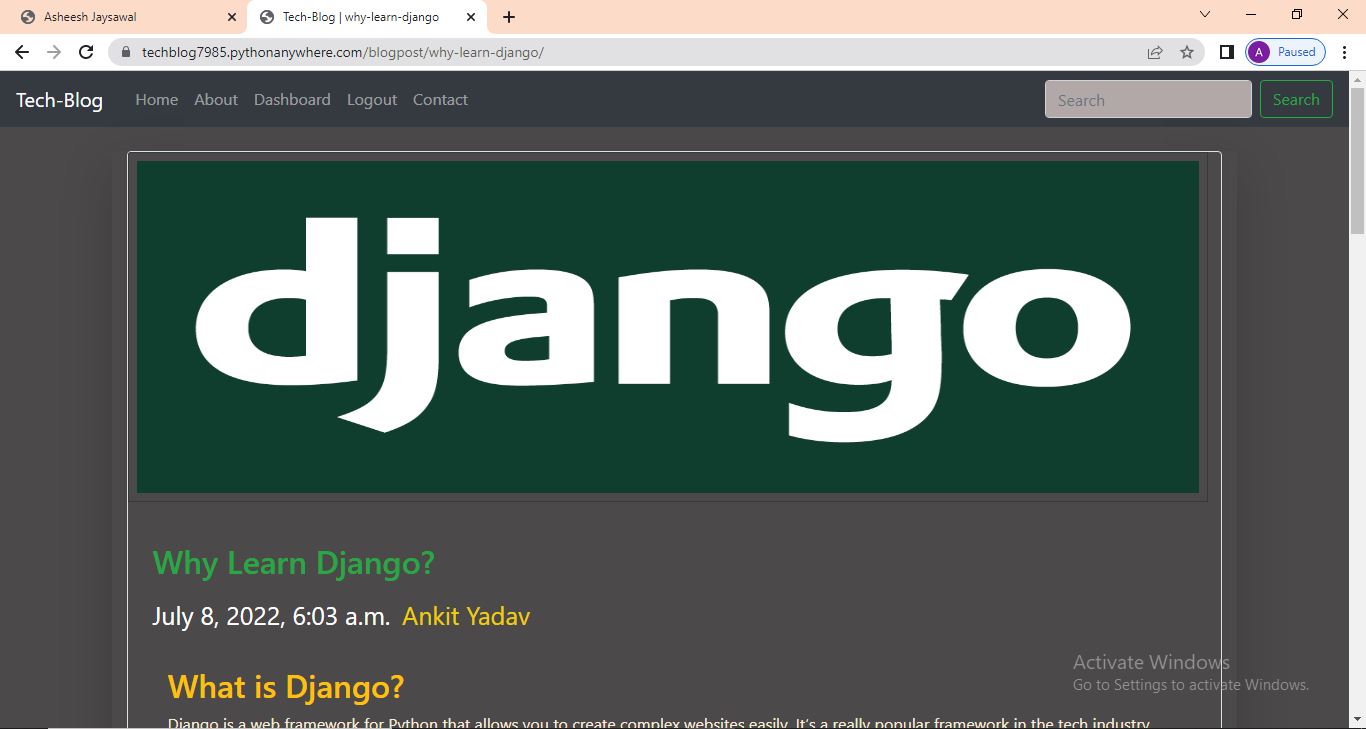 Asheesh Jaysawal
Tech-Blog | why-learn-django
techblog7985.pythonanywhere.com/blogpost/why-learn-django/
A Paused
Tech-Blog Home About Dashboard Logout Contact Search Search
django
Why Learn Django?
July 8, 2022, 6:03 a.m. Ankit Yadav
What is Django?
Django is a web framework for Python that allows you to create complex websites easily. It's a really popular framework in the tech industry
Activate Windows
Go to Settings to activate Windows.